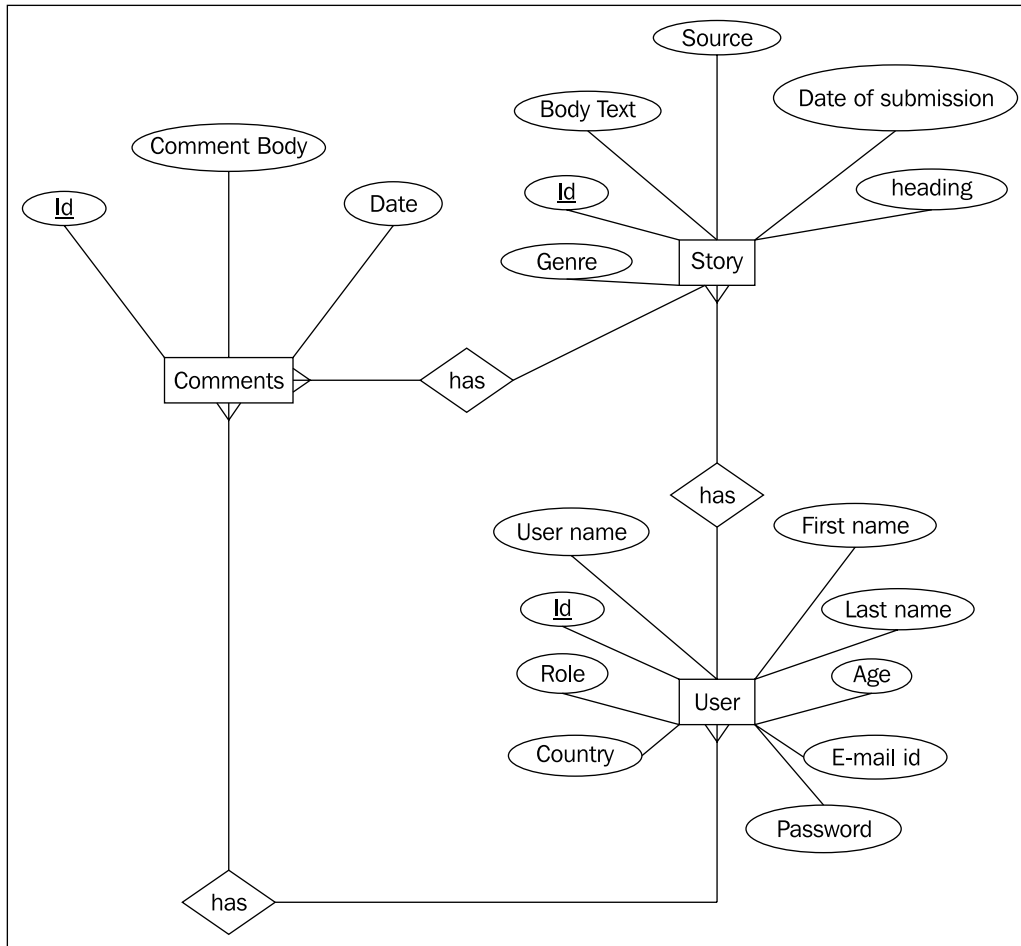 Source
Body Text
Date of submission
Comment Body
Id
Date
Id
heading
Genre
Story
Comments
has
has
User name
First name
Id
Last name
Role
Age
User
Country
E-mail id
Password
has